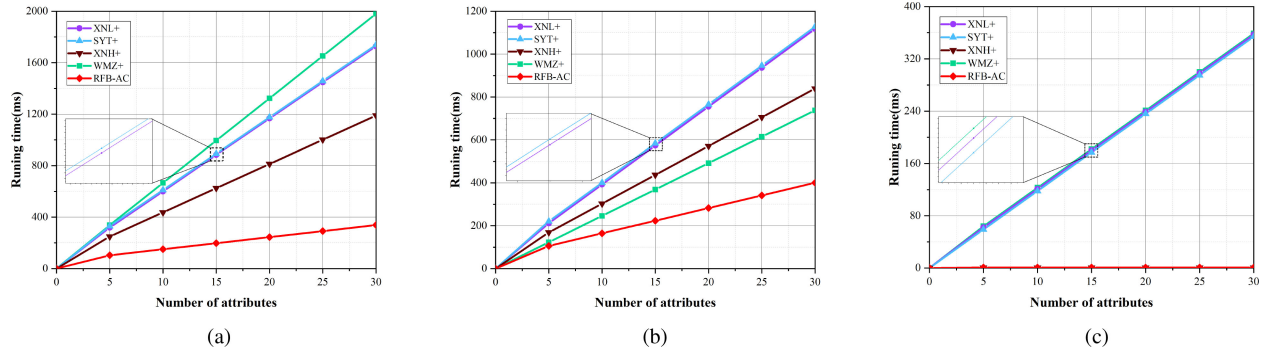 2000
1600
1200
800
400
0
0 5 10 15 20 25 30
Runing time(ms)
Number of attributes
XNL+
SYT+
XNH+
WMZ+
RFB-AC
(a)
1200
1000
800
600
400
200
0
0 5 10 15 20 25 30
Runing time(ms)
Number of attributes
XNL+
SYT+
XNH+
WMZ+
RFB-AC
(b)
400
360
320
240
160
80
0
0 5 10 15 20 25 30
Runing time(ms)
Number of attributes
XNL+
SYT+
XNH+
WMZ+
RFB-AC
(c)